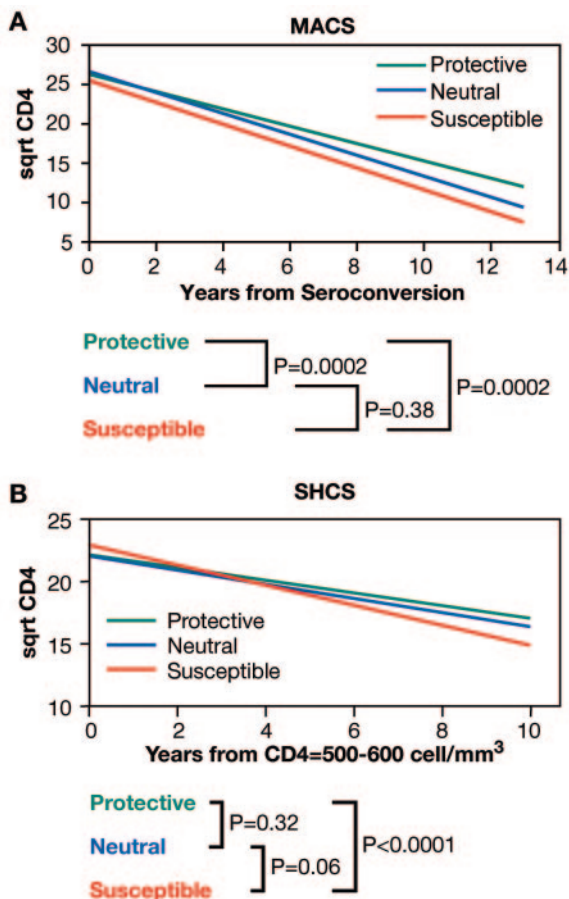 A
MACS
30
25
20
15
10
5
sqrt CD4
Protective
Neutral
Susceptible
0 2 4 6 8 10 12 14
Years from Seroconversion
Protective
P=0.0002
Neutral
P=0.38
Susceptible
P=0.0002
B
SHCS
25
20
15
10
sqrt CD4
Protective
Neutral
Susceptible
0 2 4 6 8 10
Years from CD4=500-600 cell/mm³
Protective
P=0.32
Neutral
P=0.06
Susceptible
P<0.0001